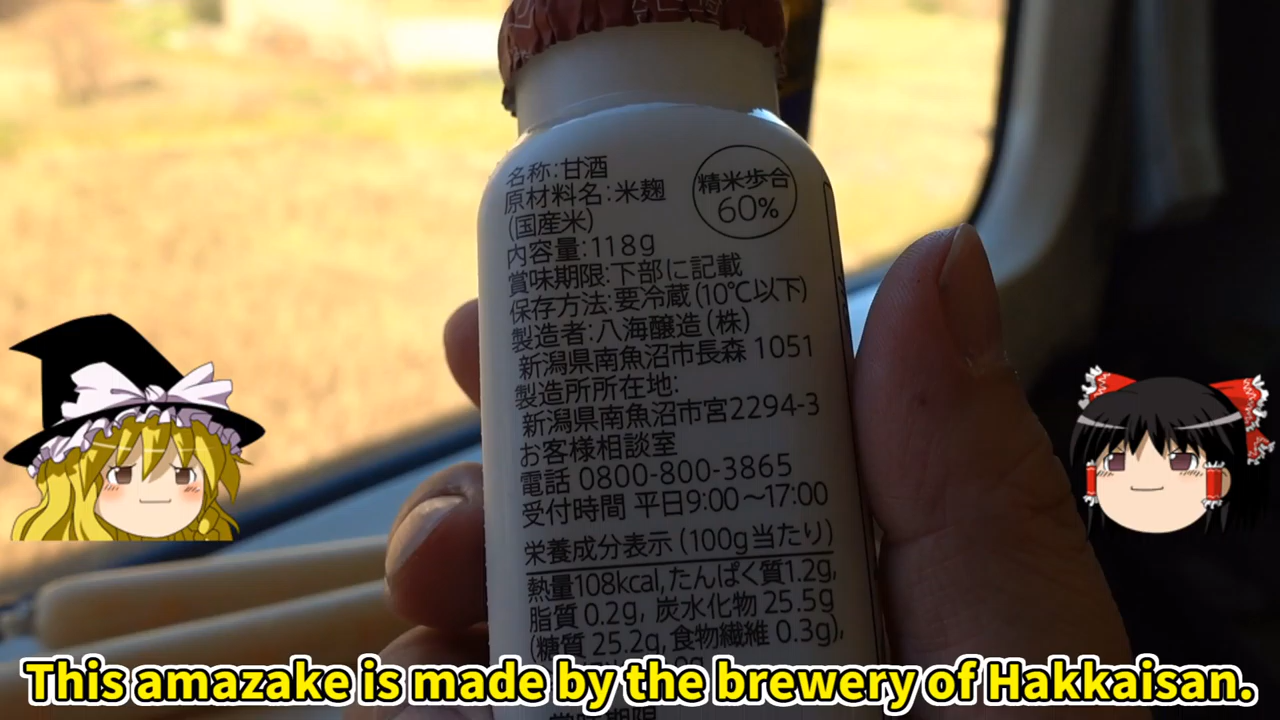 名称:甘酒
原材料名:米麹
(国産米)
精米歩合
60%
内容量:118g
賞味期限:下部に記載
保存方法:要冷蔵(10℃以下)
製造者:八海醸造(株)
新潟県南魚沼市長森 1051
製造所所在地:
新潟県南魚沼市宮2294-3
お客様相談室
電話 0800-800-3865
受付時間 平日9:00〜17:00
栄養成分表示 (100g当たり)
熱量108kcal,たんぱく質1.2g,
脂質 0.2g, 炭水化物 25.5g
(糖質 25.2g,食物繊維 0.3g),
This amazake is made by the brewery of Hakkaisan.